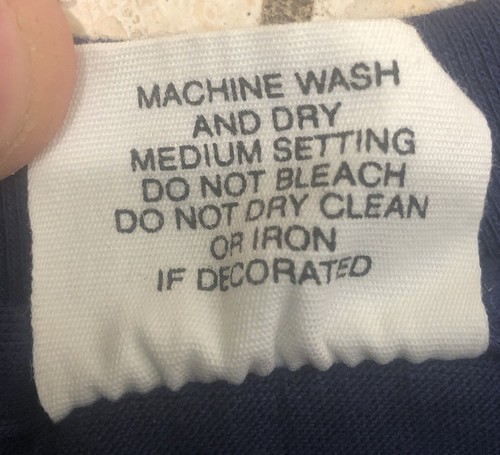 MACHINE WASH
AND DRY
MEDIUM SETTING
DO NOT BLEACH
DO NOT DRY CLEAN
OR IRON
IF DECORATED